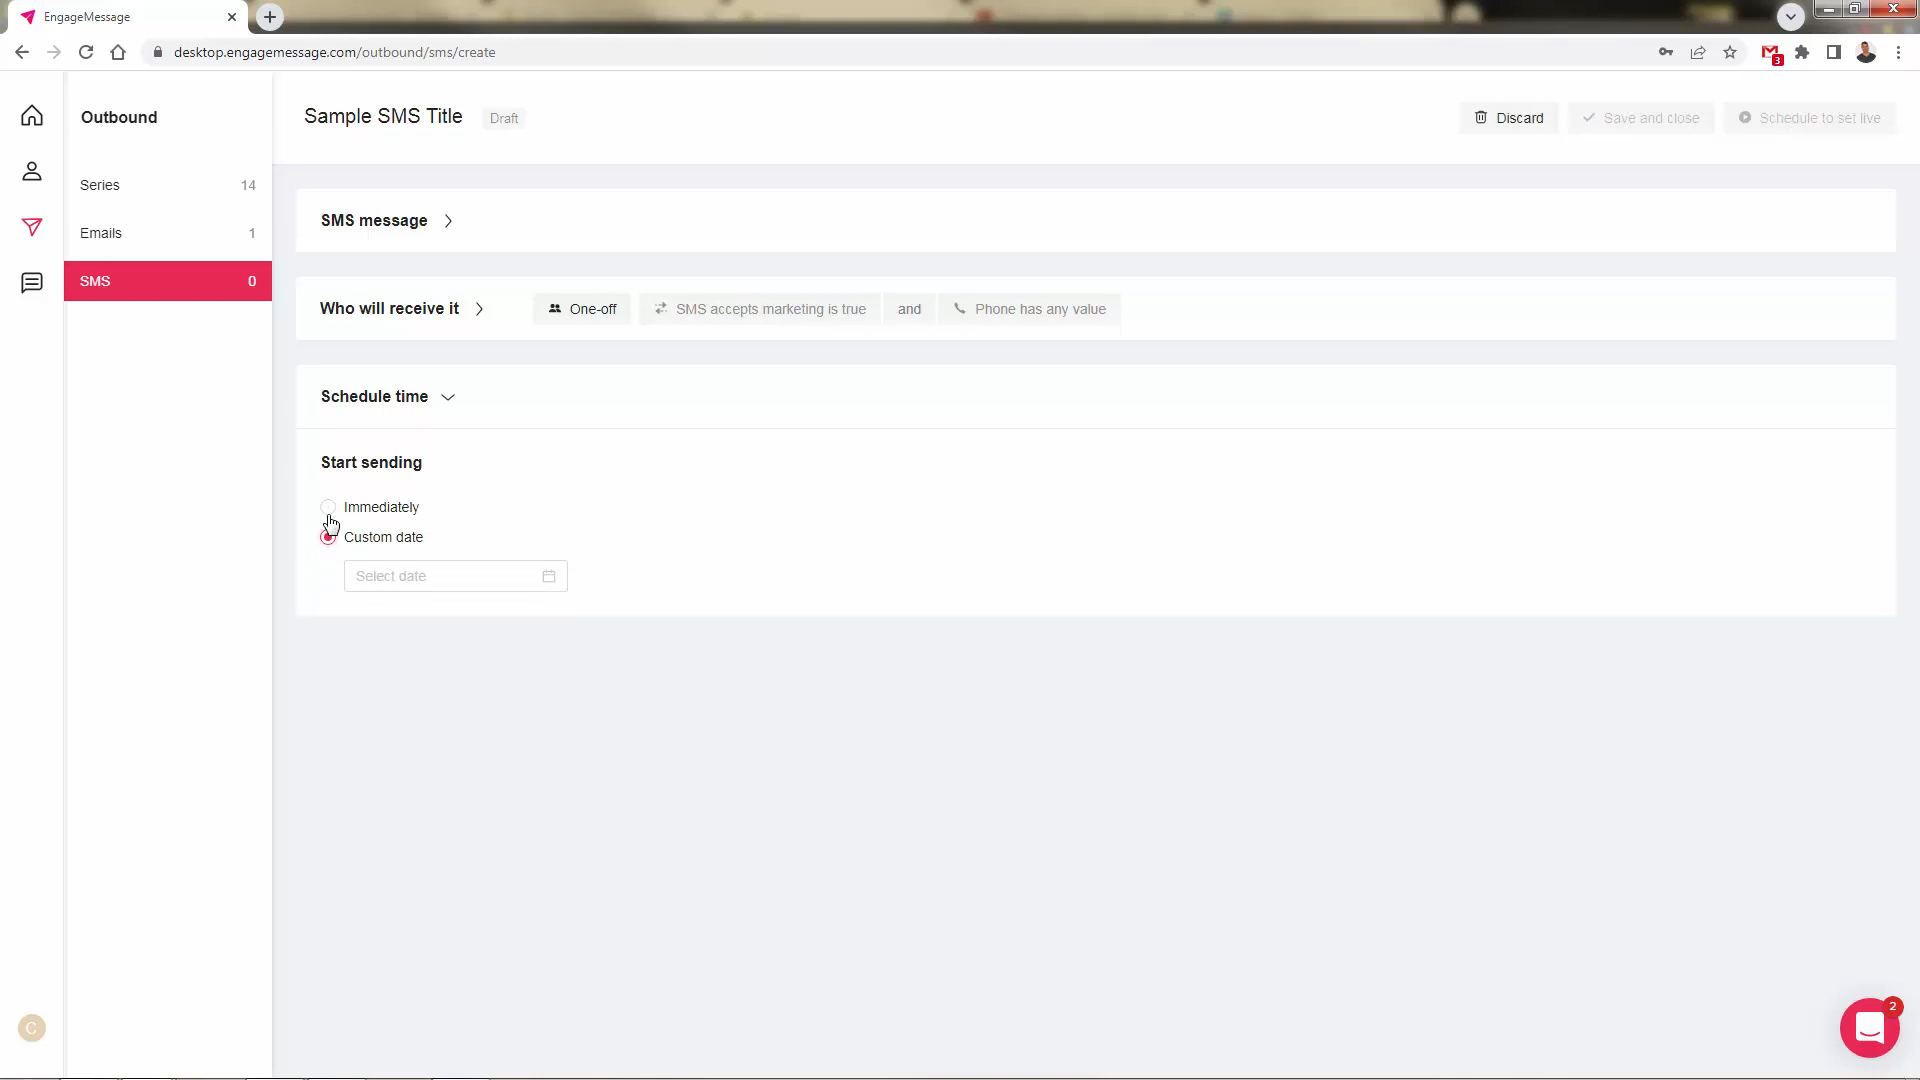 EngageMessage
desktop.engagemessage.com/outbound/sms/create
3
Outbound
Sample SMS Title
Draft
Discard
Save and close
Schedule to set live
Series 14
Emails 1
SMS 0
SMS message
Who will receive it
One-off
SMS accepts marketing is true
and
Phone has any value
Schedule time
Start sending
Immediately
Custom date
Select date
C
2